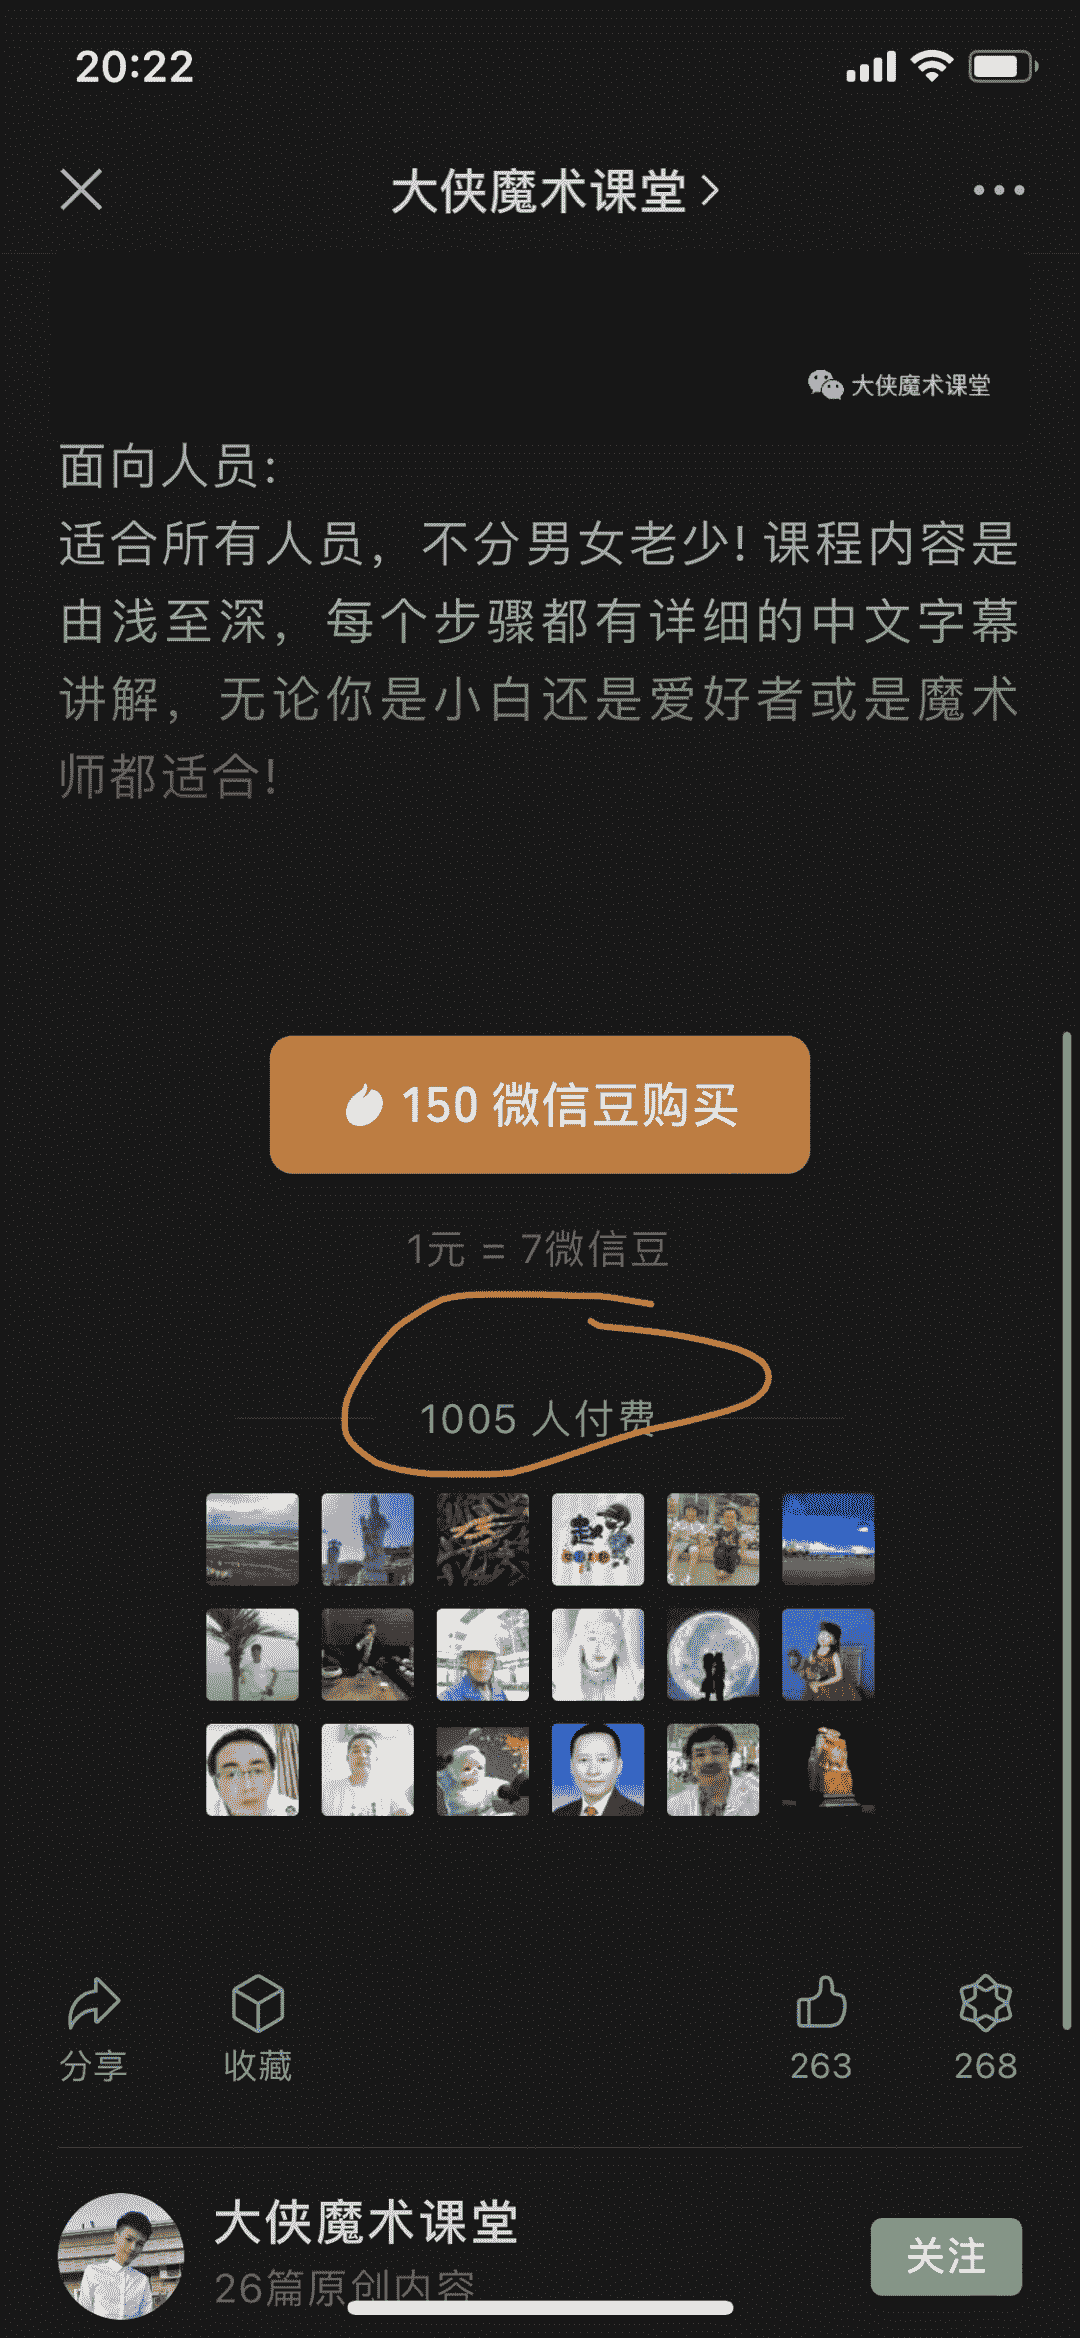 20:22
大侠魔术课堂
大侠魔术课堂
面向人员:
适合所有人员，不分男女老少! 课程内容是
由浅至深，每个步骤都有详细的中文字幕
讲解，无论你是小白还是爱好者或是魔术
师都适合!
150 微信豆购买
1元 = 7微信豆
1005 人付费
分享
收藏
263
268
大侠魔术课堂
26篇原创内容
关注